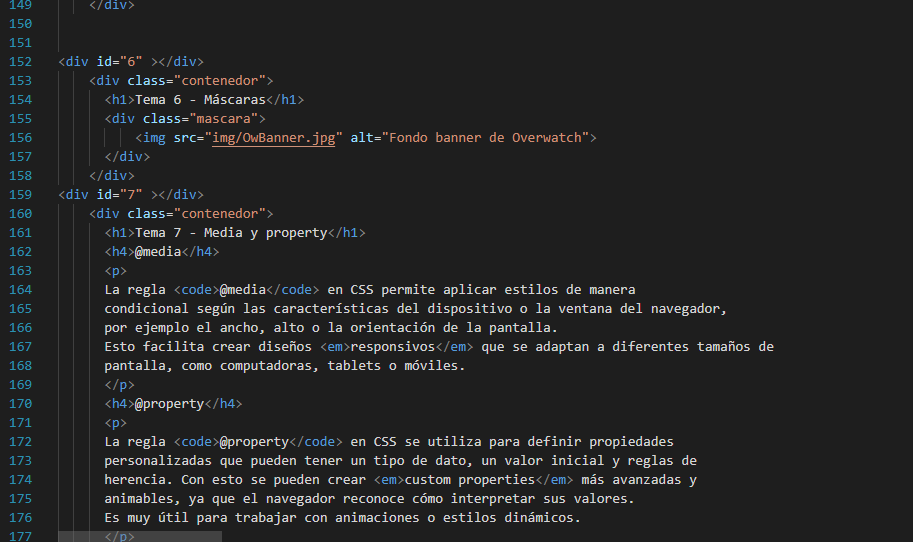 149 </div>
150
151
152 <div id="6" ></div>
153 <div class="contenedor">
154 <h1>Tema 6 - Máscaras</h1>
155 <div class="mascara">
156 <img src="img/OwBanner.jpg" alt="Fondo banner de Overwatch">
157 </div>
158 </div>
159 <div id="7" ></div>
160 <div class="contenedor">
161 <h1>Tema 7 - Media y property</h1>
162 <h4>@media</h4>
163 <p>
164 La regla <code>@media</code> en CSS permite aplicar estilos de manera
165 condicional según las características del dispositivo o la ventana del navegador,
166 por ejemplo el ancho, alto o la orientación de la pantalla.
167 Esto facilita crear diseños <em>responsivos</em> que se adaptan a diferentes tamaños de
168 pantalla, como computadoras, tablets o móviles.
169 </p>
170 <h4>@property</h4>
171 <p>
172 La regla <code>@property</code> en CSS se utiliza para definir propiedades
173 personalizadas que pueden tener un tipo de dato, un valor inicial y reglas de
174 herencia. Con esto se pueden crear <em>custom properties</em> más avanzadas y
175 animables, ya que el navegador reconoce cómo interpretar sus valores.
176 Es muy útil para trabajar con animaciones o estilos dinámicos.
177 </p>